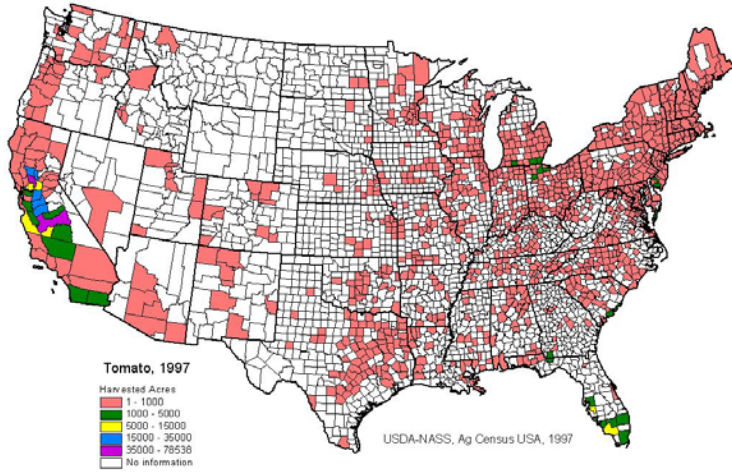 Tomato, 1997
Harvested Acres
1 - 1000
1000 - 5000
5000 - 15000
15000 - 35000
35000 - 78538
No information
USDA-NASS, Ag Census USA, 1997